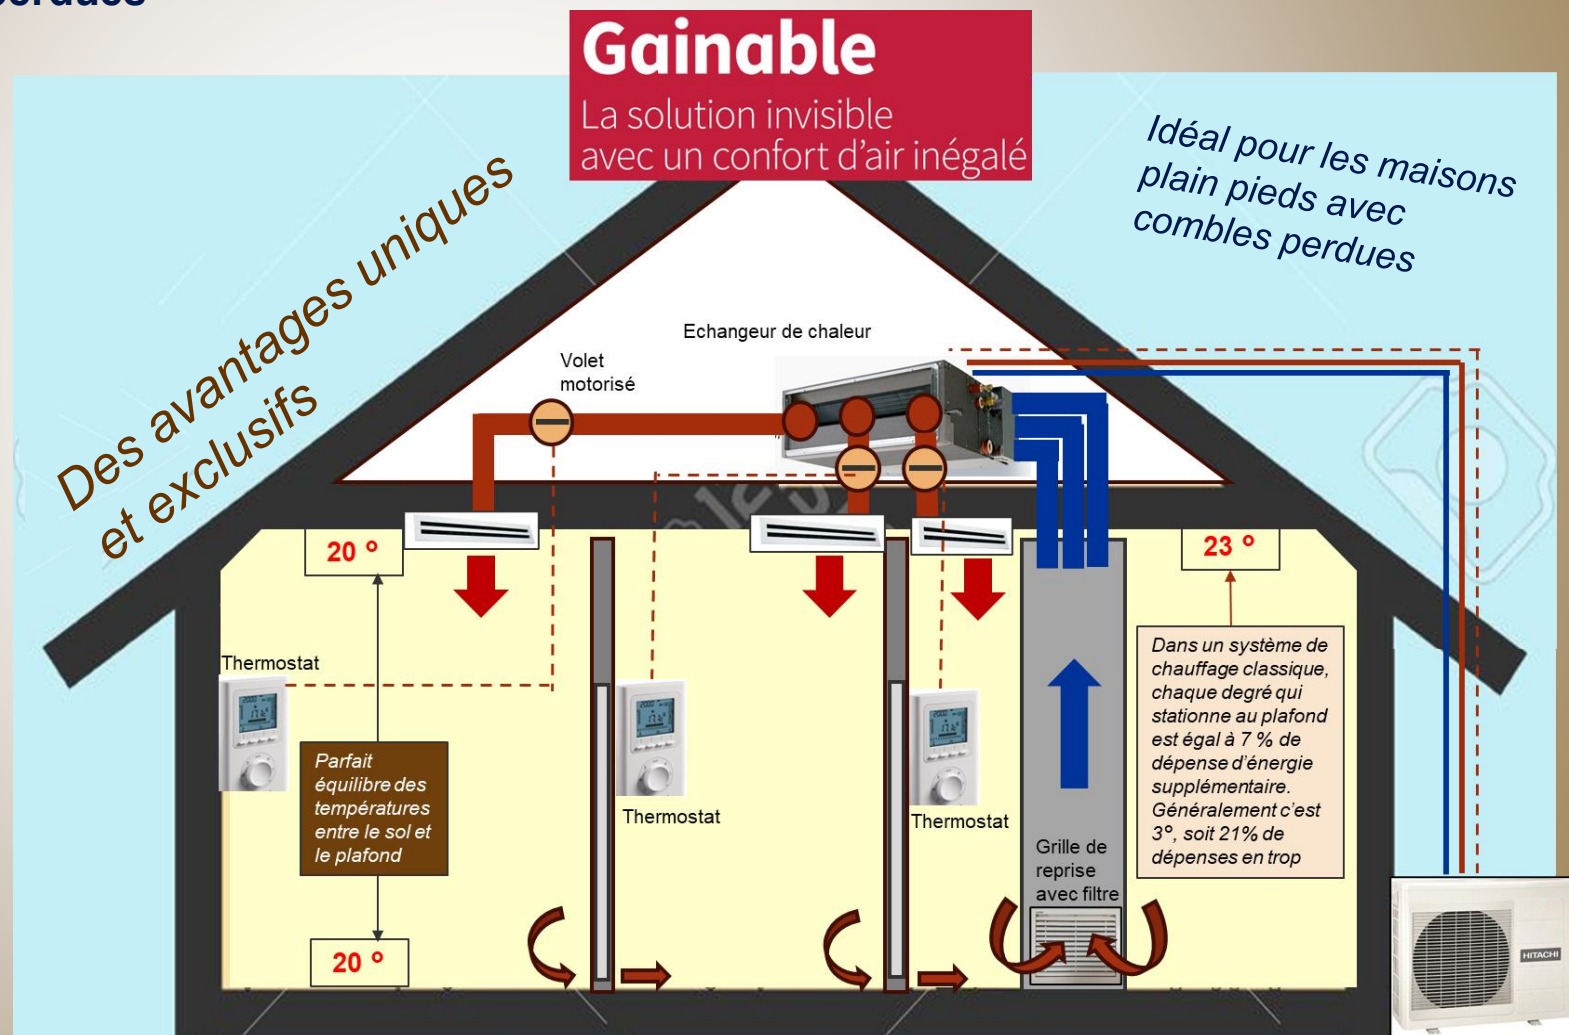 Gainable
La solution invisible
avec un confort d'air inégalé
Des avantages uniques
et exclusifs
Idéal pour les maisons
plain pieds avec
combles perdues
Echangeur de chaleur
Volet
motorisé
20 °
23 °
Thermostat
Parfait
équilibre des
températures
entre le sol et
le plafond
20 °
Thermostat
Thermostat
Grille de
reprise
avec filtre
Dans un système de
chauffage classique,
chaque degré qui
stationne au plafond
est égal à 7 % de
dépense d'énergie
supplémentaire.
Généralement c'est
3°, soit 21% de
dépenses en trop
HITACHI